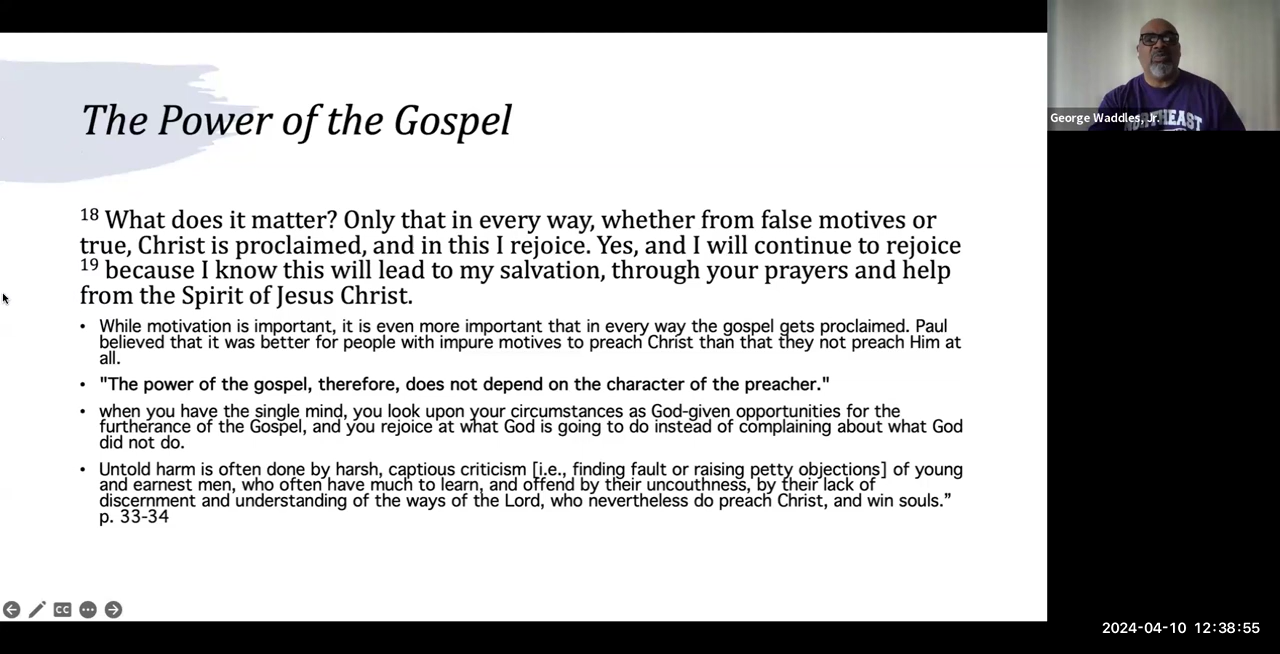 The Power of the Gospel
18 What does it matter? Only that in every way, whether from false motives or
true, Christ is proclaimed, and in this I rejoice. Yes, and I will continue to rejoice
19 because I know this will lead to my salvation, through your prayers and help
from the Spirit of Jesus Christ.
• While motivation is important, it is even more important that in every way the gospel gets proclaimed. Paul
believed that it was better for people with impure motives to preach Christ than that they not preach Him at
all.
• "The power of the gospel, therefore, does not depend on the character of the preacher."
• when you have the single mind, you look upon your circumstances as God-given opportunities for the
furtherance of the Gospel, and you rejoice at what God is going to do instead of complaining about what God
did not do.
• Untold harm is often done by harsh, captious criticism [i.e., finding fault or raising petty objections] of young
and earnest men, who often have much to learn, and offend by their uncouthness, by their lack of
discernment and understanding of the ways of the Lord, who nevertheless do preach Christ, and win souls.”
p. 33-34
CC
George Waddles, Jr.
2024-04-10 12:38:55